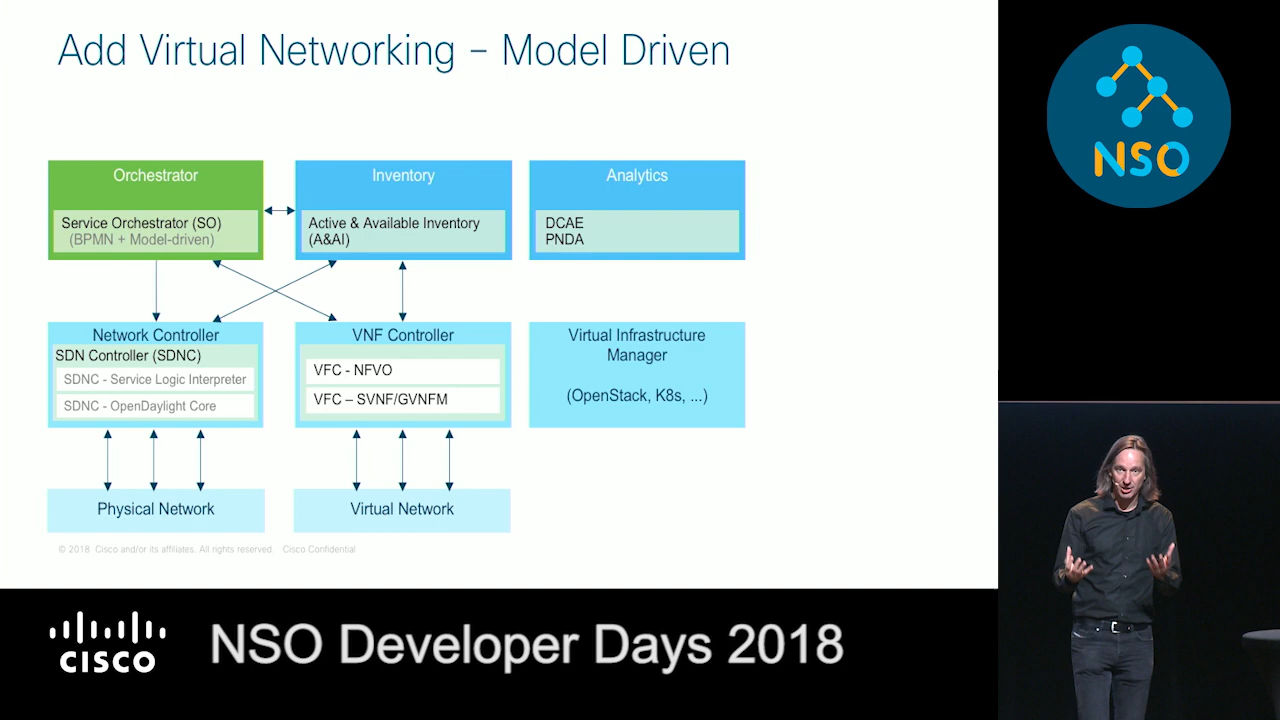 Add Virtual Networking – Model Driven
NSO
Orchestrator
Service Orchestrator (SO)
(BPMN + Model-driven)
Inventory
Active & Available Inventory
(A&AI)
Analytics
DCAE
PNDA
Network Controller
SDN Controller (SDNC)
SDNC - Service Logic Interpreter
SDNC - OpenDaylight Core
VNF Controller
VFC - NFVO
VFC – SVNF/GVNFM
Virtual Infrastructure
Manager
(OpenStack, K8s, ...)
Physical Network
Virtual Network
© 2018 Cisco and/or its affiliates. All rights reserved. Cisco Confidential
CISCO
NSO Developer Days 2018